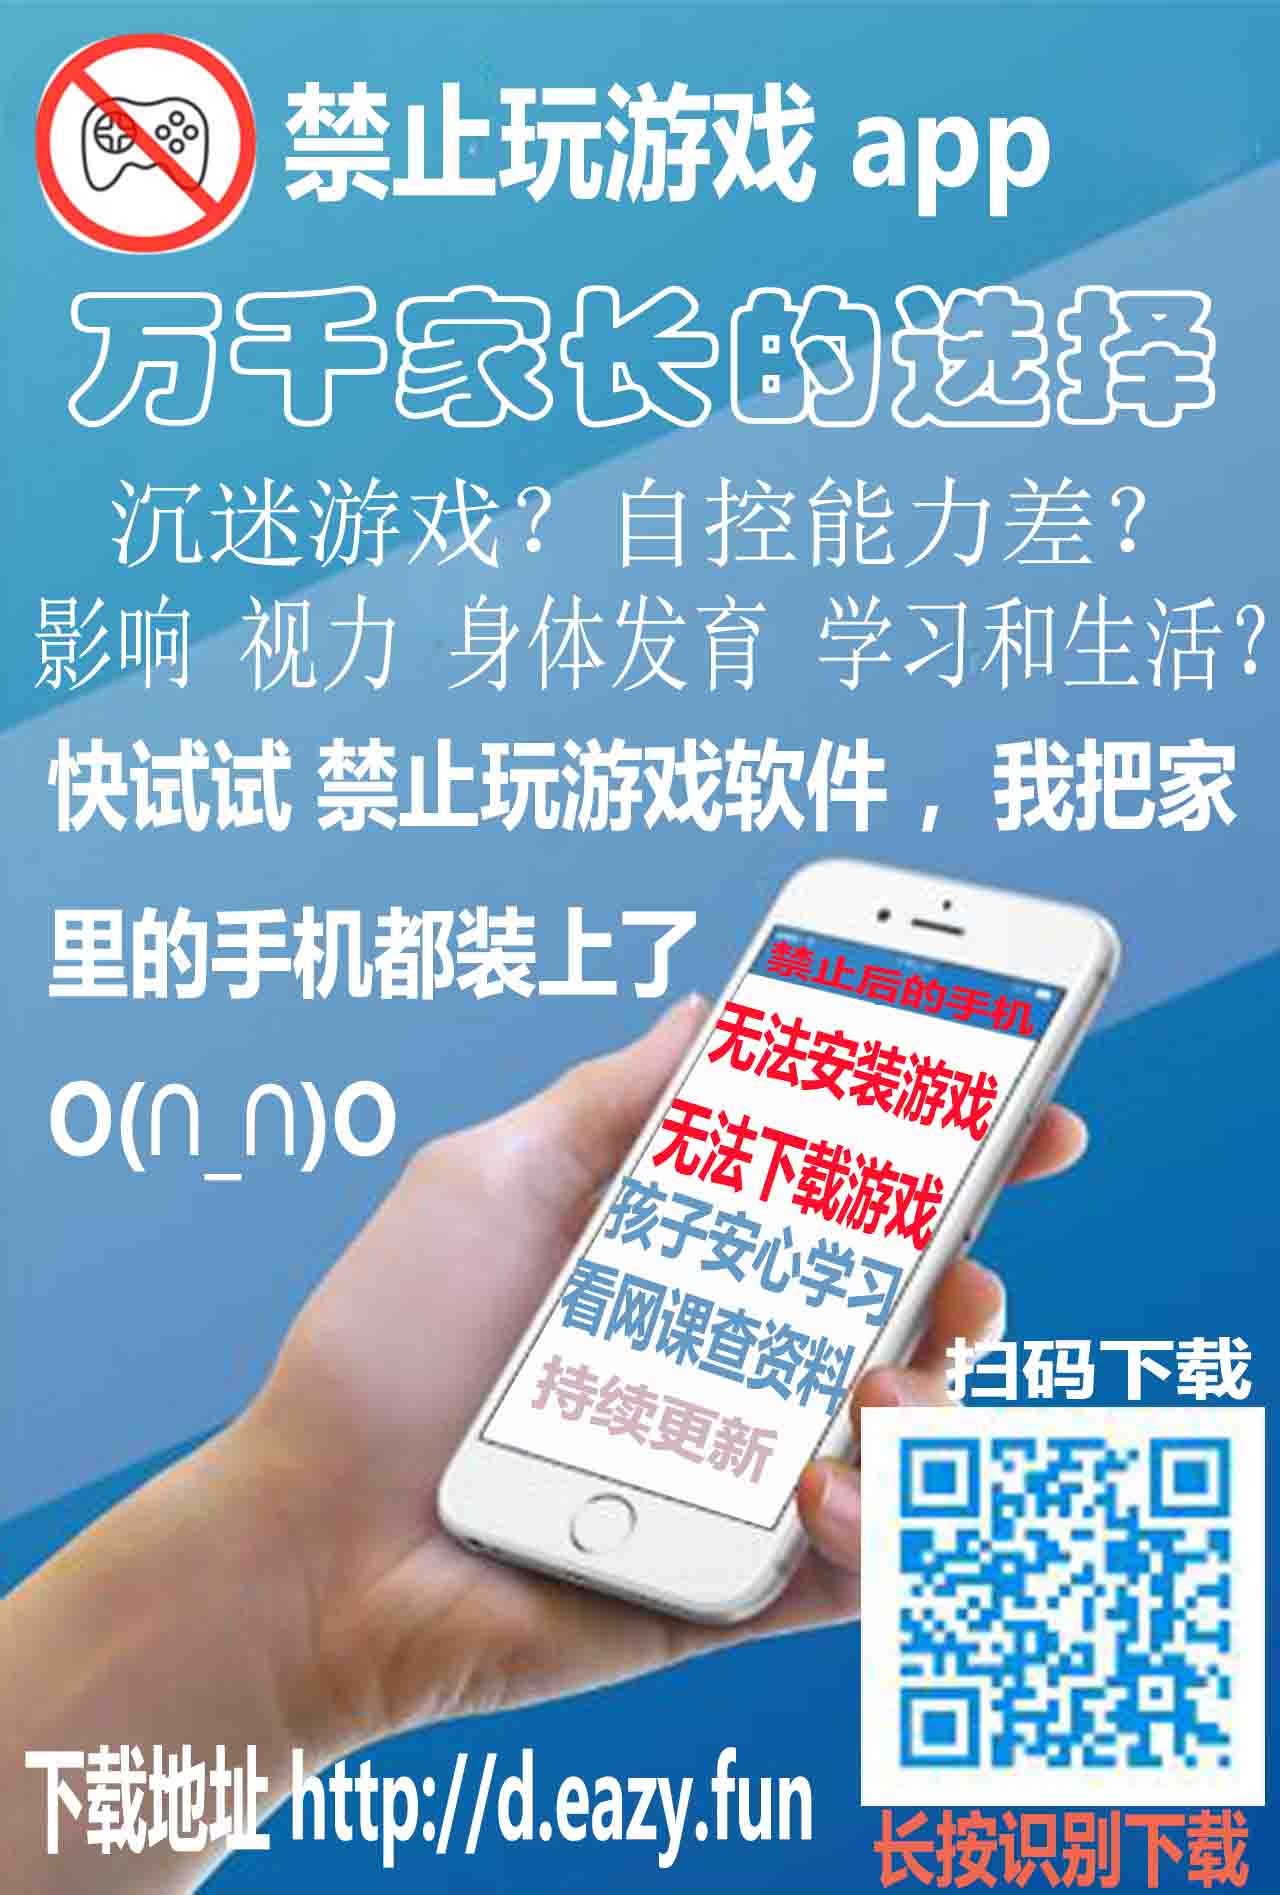 禁止玩游戏 app
万千家长的选择
沉迷游戏？自控能力差？
影响 视力 身体发育 学习和生活？
快试试 禁止玩游戏软件，我把家
里的手机都装上了
O(∩_∩)O
禁止后的手机
无法安装游戏
无法下载游戏
孩子安心学习
看网课查资料
持续更新
扫码下载
下载地址 http://d.eazy.fun
长按识别下载